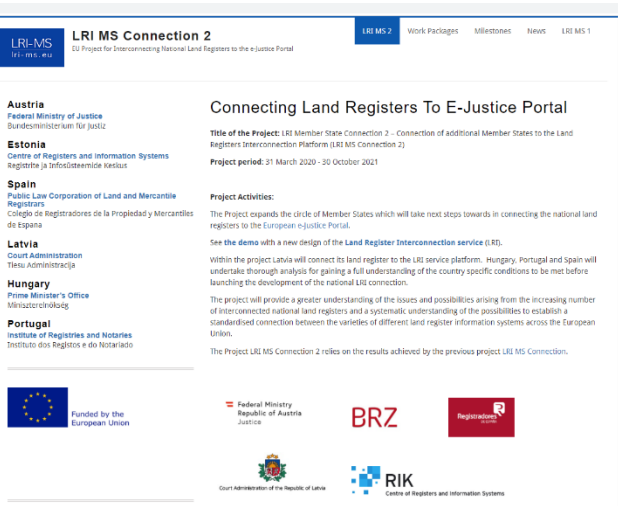 LRI-MS
lri-ms.eu
LRI MS Connection 2
EU Project for Interconnecting National Land Registers to the e-Justice Portal
LRI MS 2 Work Packages Milestones News LRI MS 1
Austria
Federal Ministry of Justice
Bundesministerium für Justiz
Estonia
Centre of Registers and Information Systems
Registrite ja Infosüsteemide Keskus
Spain
Public Law Corporation of Land and Mercantile
Registrars
Colegio de Registradores de la Propiedad y Mercantiles
de Espana
Latvia
Court Administration
Tiesu Administracija
Hungary
Prime Minister's Office
Miniszterelnökség
Portugal
Institute of Registries and Notaries
Instituto dos Registos e do Notariado
Funded by the
European Union
Connecting Land Registers To E-Justice Portal
Title of the Project: LRI Member State Connection 2 – Connection of additional Member States to the Land
Registers Interconnection Platform (LRI MS Connection 2)
Project period: 31 March 2020 - 30 October 2021
Project Activities:
The Project expands the circle of Member States which will take next steps towards in connecting the national land
registers to the European e-Justice Portal.
See the demo with a new design of the Land Register Interconnection service (LRI).
Within the project Latvia will connect its land register to the LRI service platform. Hungary, Portugal and Spain will
undertake thorough analysis for gaining a full understanding of the country specific conditions to be met before
launching the development of the national LRI connection.
The project will provide a greater understanding of the issues and possibilities arising from the increasing number
of interconnected national land registers and a systematic understanding of the possibilities to establish a
standardised connection between the varieties of different land register information systems across the European
Union.
The Project LRI MS Connection 2 relies on the results achieved by the previous project LRI MS Connection.
Federal Ministry
Republic of Austria
Justice
BRZ
Registradores
Court Administration of the Republic of Latvia
RIK
Centre of Registers and Information Systems